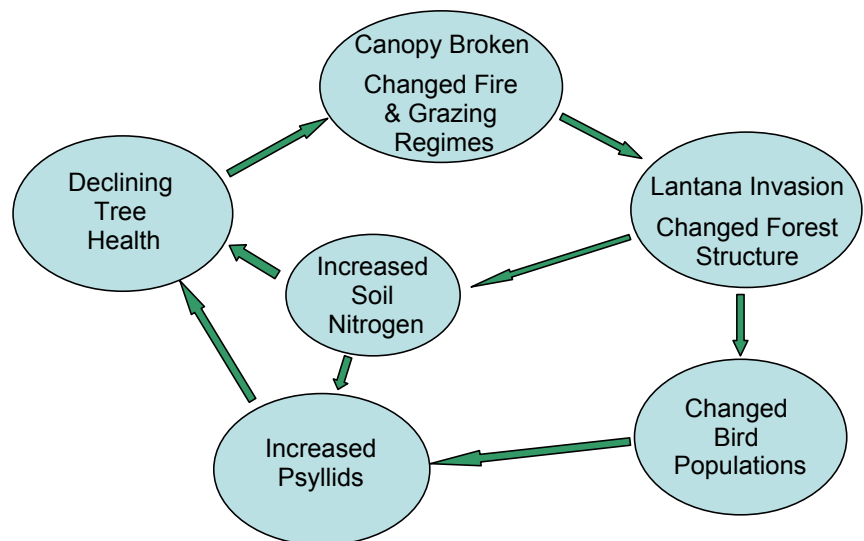 Canopy Broken
Changed Fire
& Grazing
Regimes
Declining
Tree
Health
Lantana Invasion
Changed Forest
Structure
Increased
Soil
Nitrogen
Changed
Bird
Populations
Increased
Psyllids